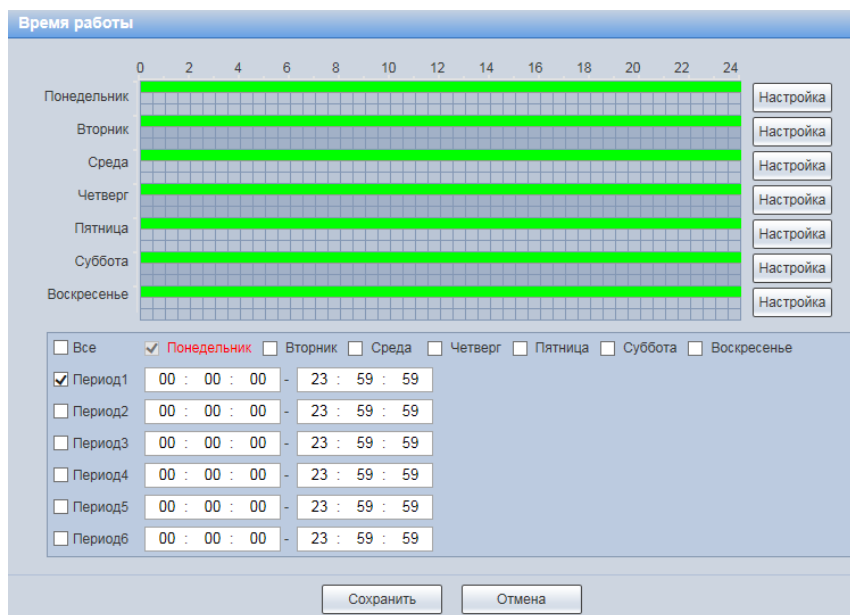 Время работы
0 2 4 6 8 10 12 14 16 18 20 22 24
Понедельник Настройка
Вторник Настройка
Среда Настройка
Четверг Настройка
Пятница Настройка
Суббота Настройка
Воскресенье Настройка
Все Понедельник Вторник Среда Четверг Пятница Суббота Воскресенье
Период1 00 : 00 : 00 - 23 : 59 : 59
Период2 00 : 00 : 00 - 23 : 59 : 59
Период3 00 : 00 : 00 - 23 : 59 : 59
Период4 00 : 00 : 00 - 23 : 59 : 59
Период5 00 : 00 : 00 - 23 : 59 : 59
Период6 00 : 00 : 00 - 23 : 59 : 59
Сохранить Отмена